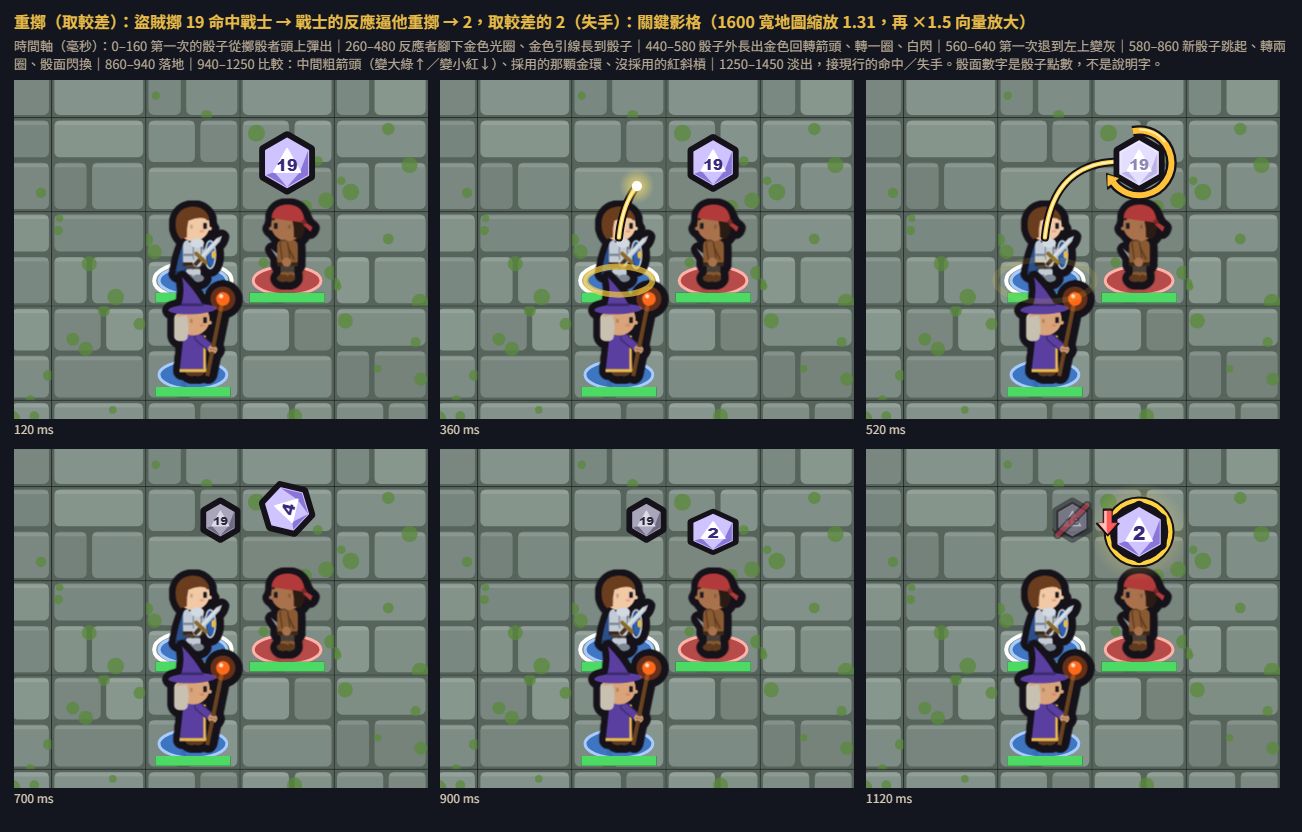 重擲（取較差）：盜賊擲 19 命中戰士 → 戰士的反應逼他重擲 → 2，取較差的 2（失手）：關鍵影格（1600 寬地圖縮放 1.31，再 ×1.5 向量放大）
時間軸（毫秒）：0–160 第一次的骰子從擲骰者頭上彈出｜260–480 反應者腳下金色光圈、金色引線長到骰子｜440–580 骰子外長出金色回轉箭頭、轉一圈、白閃｜560–640 第一次退到左上變灰｜580–860 新骰子跳起、轉兩
圈、骰面閃換｜860–940 落地｜940–1250 比較：中間粗箭頭（變大綠↑／變小紅↓）、採用的那顆金環、沒採用的紅斜槓｜1250–1450 淡出，接現行的命中／失手。骰面數字是骰子點數，不是說明字。
19
19
19
120 ms
360 ms
520 ms
19
4
19
2
2
700 ms
900 ms
1120 ms